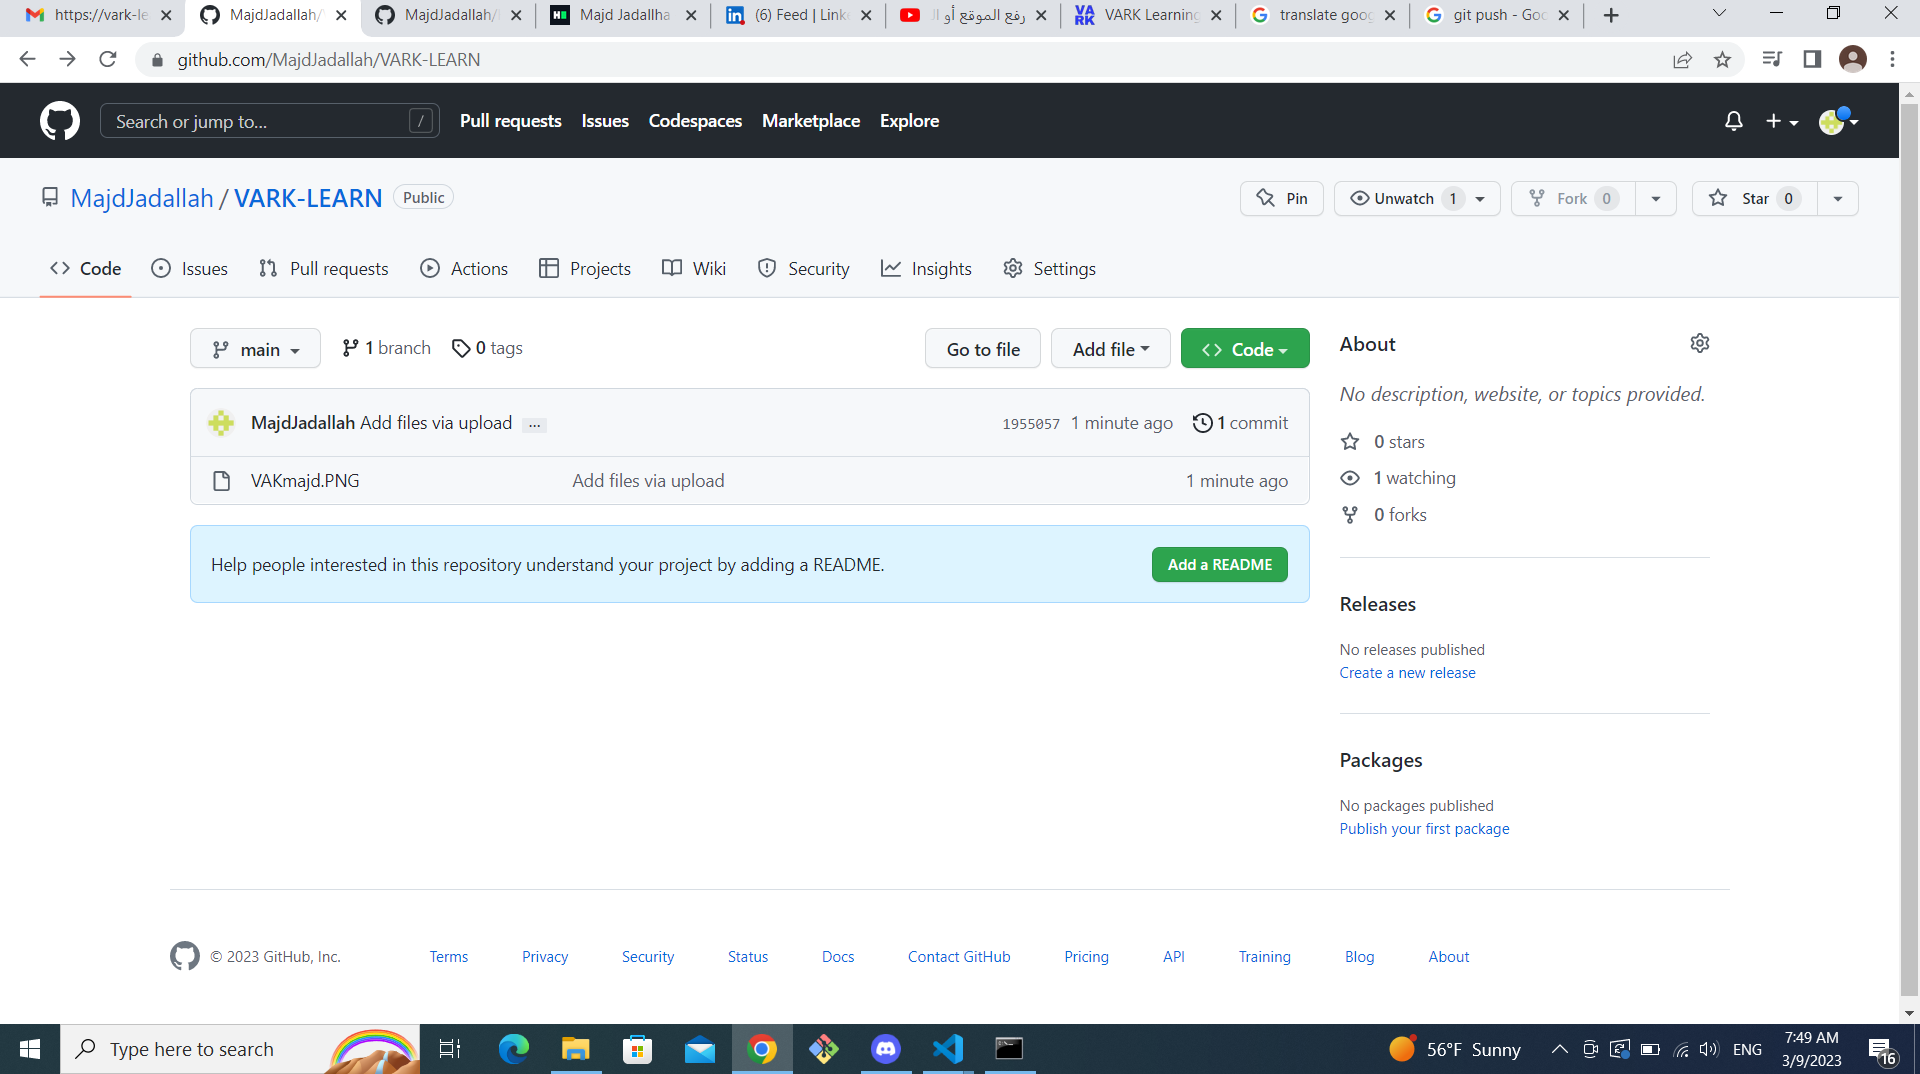 https://vark-le
MajdJadallah/
MajdJadallah/
Majd Jadallha
(6) Feed | Linke
رفع الموقع أو ال
VARK Learning
translate goog
git push - Goo
github.com/MajdJadallah/VARK-LEARN
Search or jump to...
/
Pull requests
Issues
Codespaces
Marketplace
Explore
MajdJadallah / VARK-LEARN
Public
Pin
Unwatch 1
Fork 0
Star 0
Code
Issues
Pull requests
Actions
Projects
Wiki
Security
Insights
Settings
main
1 branch
0 tags
Go to file
Add file
Code
MajdJadallah Add files via upload ...
1955057 1 minute ago
1 commit
VAKmajd.PNG
Add files via upload
1 minute ago
Help people interested in this repository understand your project by adding a README.
Add a README
About
No description, website, or topics provided.
0 stars
1 watching
0 forks
Releases
No releases published
Create a new release
Packages
No packages published
Publish your first package
© 2023 GitHub, Inc.
Terms
Privacy
Security
Status
Docs
Contact GitHub
Pricing
API
Training
Blog
About
Type here to search
56°F Sunny
ENG
7:49 AM
3/9/2023
16